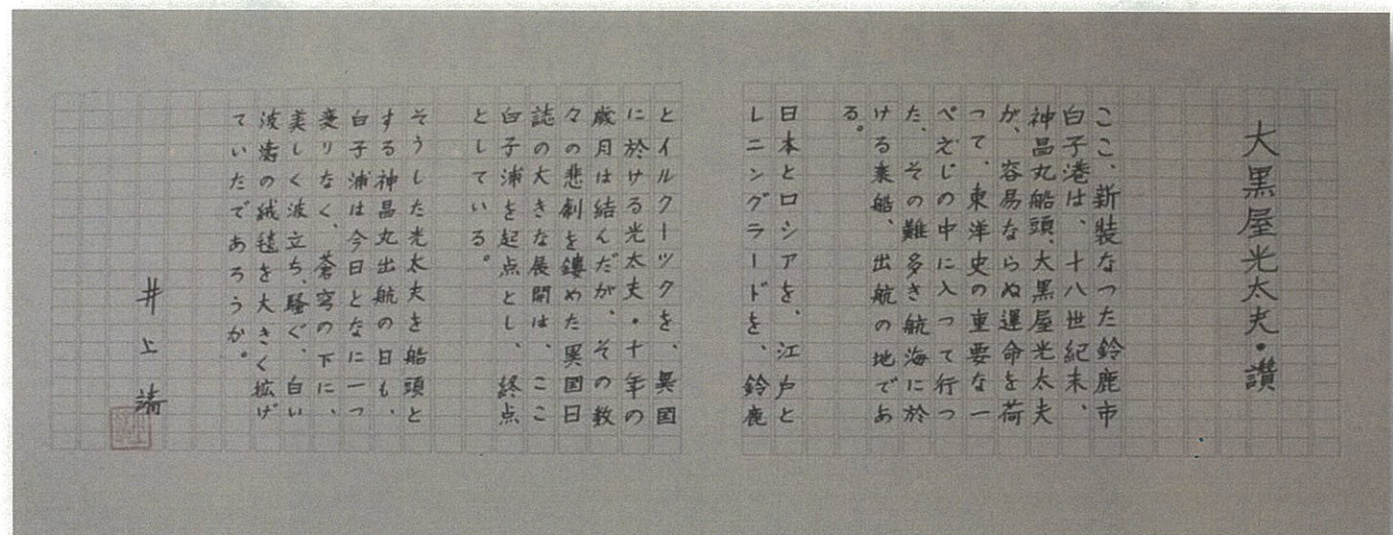 大黒屋光太夫・讃
ここ、新装なった鈴鹿市
白子港は、十八世紀末、
神昌丸船頭、大黒屋光太夫
が、容易ならぬ運命を荷
って、東洋史の重要な一
ぺえじの中に入って行っ
た、その難多き航海に於
ける乗船、出航の地であ
る。
日本とロシアを、江戸と
レニングラードを、鈴鹿
とイルクーツクを、異国
に於ける光太夫・十年の
歳月は結んだが、その数
々の悲劇を鏤めた異国日
誌の大きな展開は、ここ
白子浦を起点とし、終点
としている。
そうした光太夫を船頭と
する神昌丸出航の日も、
白子浦は今日となに一つ
変りなく、蒼穹の下に、
美しく波立ち、騒ぐ、白い
波濤の絨毯を大きく拡げ
ていたであろうか。
井上靖